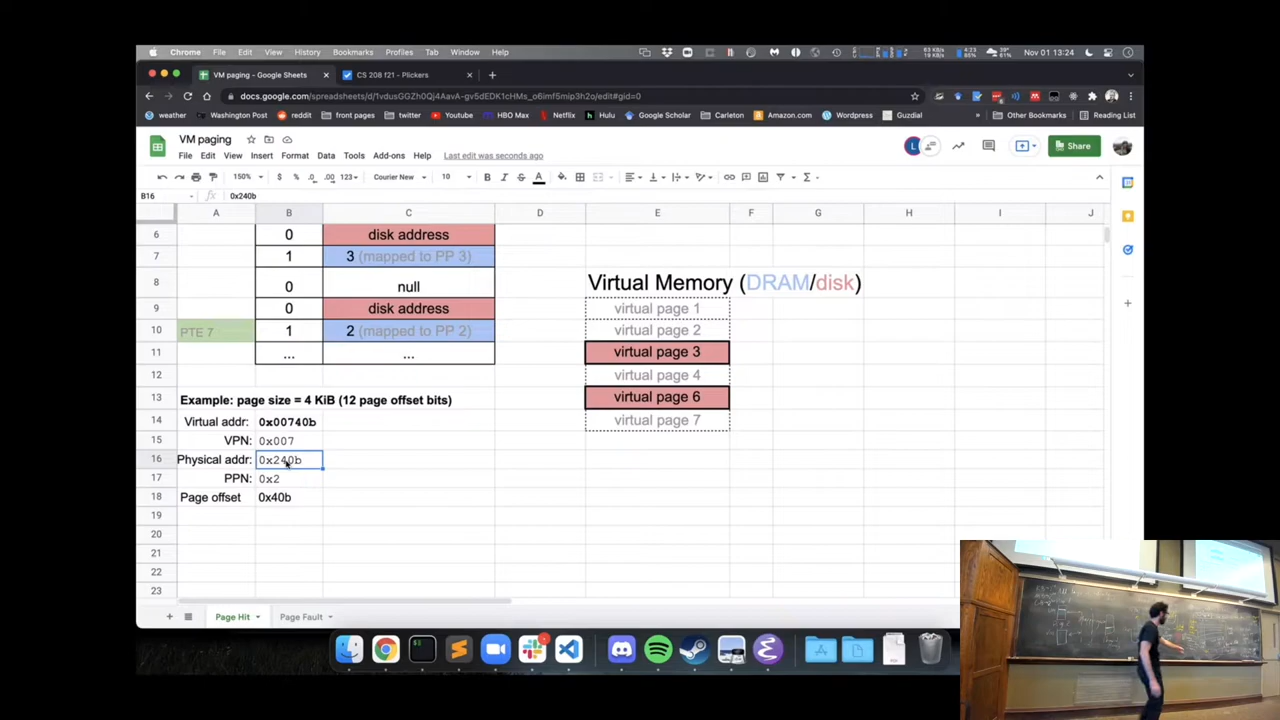 Chrome File Edit View History Bookmarks Profiles Tab Window Help Nov 01 13:24
VM paging - Google Sheets CS 208 f21 - Plickers
docs.google.com/spreadsheets/d/1vdusGGZh0Qj4AavA-gv5dEDK1cHMs_o6imf5mip3h2o/edit#gid=0
weather Washington Post reddit front pages twitter Youtube HBO Max Netflix Hulu Google Scholar Carleton Amazon.com Wordpress Guzdial Other Bookmarks Reading List
VM paging
File Edit View Insert Format Data Tools Add-ons Help Last edit was seconds ago
Share
150% $ % .0 .00 123 Courier New 10 B I S A
B16 fx 0x240b
A B C D E F G H I J
6 0 disk address
7 1 3 (mapped to PP 3)
8 0 null Virtual Memory (DRAM/disk)
9 0 disk address virtual page 1
10 PTE 7 1 2 (mapped to PP 2) virtual page 2
11 ... ... virtual page 3
12 virtual page 4
13 Example: page size = 4 KiB (12 page offset bits) virtual page 6
14 Virtual addr: 0x00740b virtual page 7
15 VPN: 0x007
16 Physical addr: 0x240b
17 PPN: 0x2
18 Page offset 0x40b
19
20
21
22
23
Page Hit Page Fault